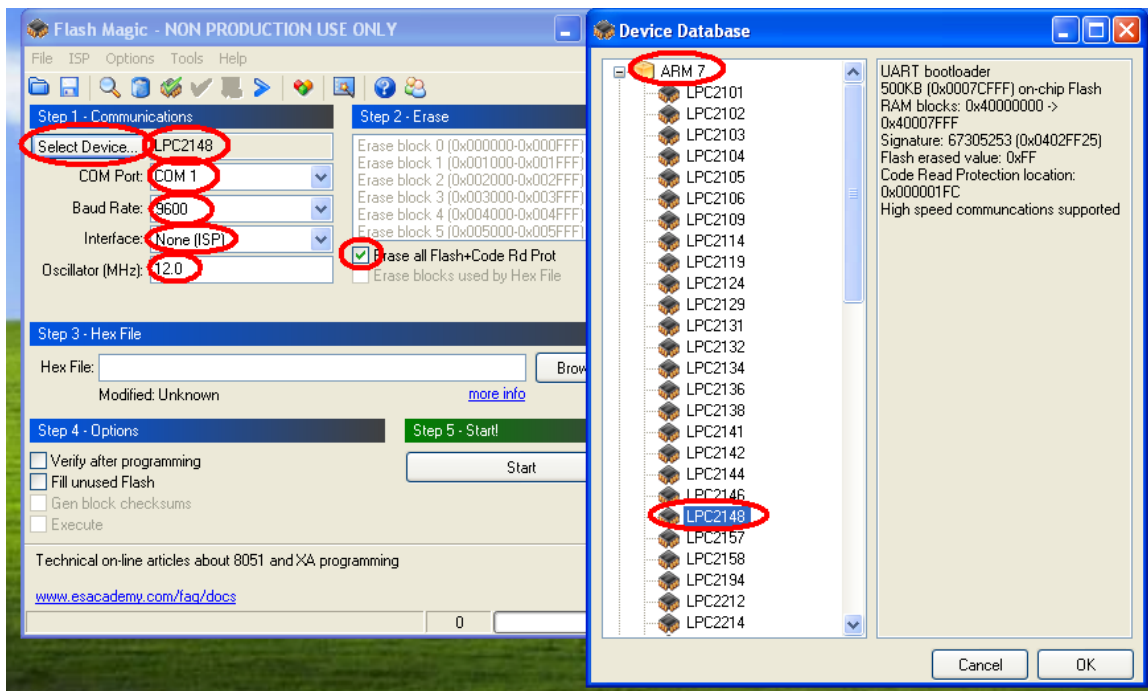 Flash Magic - NON PRODUCTION USE ONLY
File ISP Options Tools Help
Step 1 - Communications
Select Device... LPC2148
COM Port: COM 1
Baud Rate: 9600
Interface: None (ISP)
Oscillator (MHz): 12.0
Step 2 - Erase
Erase block 0 (0x000000-0x000FFF)
Erase block 1 (0x001000-0x001FFF)
Erase block 2 (0x002000-0x002FFF)
Erase block 3 (0x003000-0x003FFF)
Erase block 4 (0x004000-0x004FFF)
Erase block 5 (0x005000-0x005FFF)
Erase all Flash+Code Rd Prot
Erase blocks used by Hex File
Step 3 - Hex File
Hex File: Brow
Modified: Unknown more info
Step 4 - Options
Verify after programming
Fill unused Flash
Gen block checksums
Execute
Step 5 - Start!
Start
Technical on-line articles about 8051 and XA programming
www.esacademy.com/faq/docs
0
Device Database
ARM 7
LPC2101
LPC2102
LPC2103
LPC2104
LPC2105
LPC2106
LPC2109
LPC2114
LPC2119
LPC2124
LPC2129
LPC2131
LPC2132
LPC2134
LPC2136
LPC2138
LPC2141
LPC2142
LPC2144
LPC2146
LPC2148
LPC2157
LPC2158
LPC2194
LPC2212
LPC2214
UART bootloader
500KB (0x0007CFFF) on-chip Flash
RAM blocks: 0x40000000 ->
0x40007FFF
Signature: 67305253 (0x0402FF25)
Flash erased value: 0xFF
Code Read Protection location:
0x000001FC
High speed communcations supported
Cancel OK